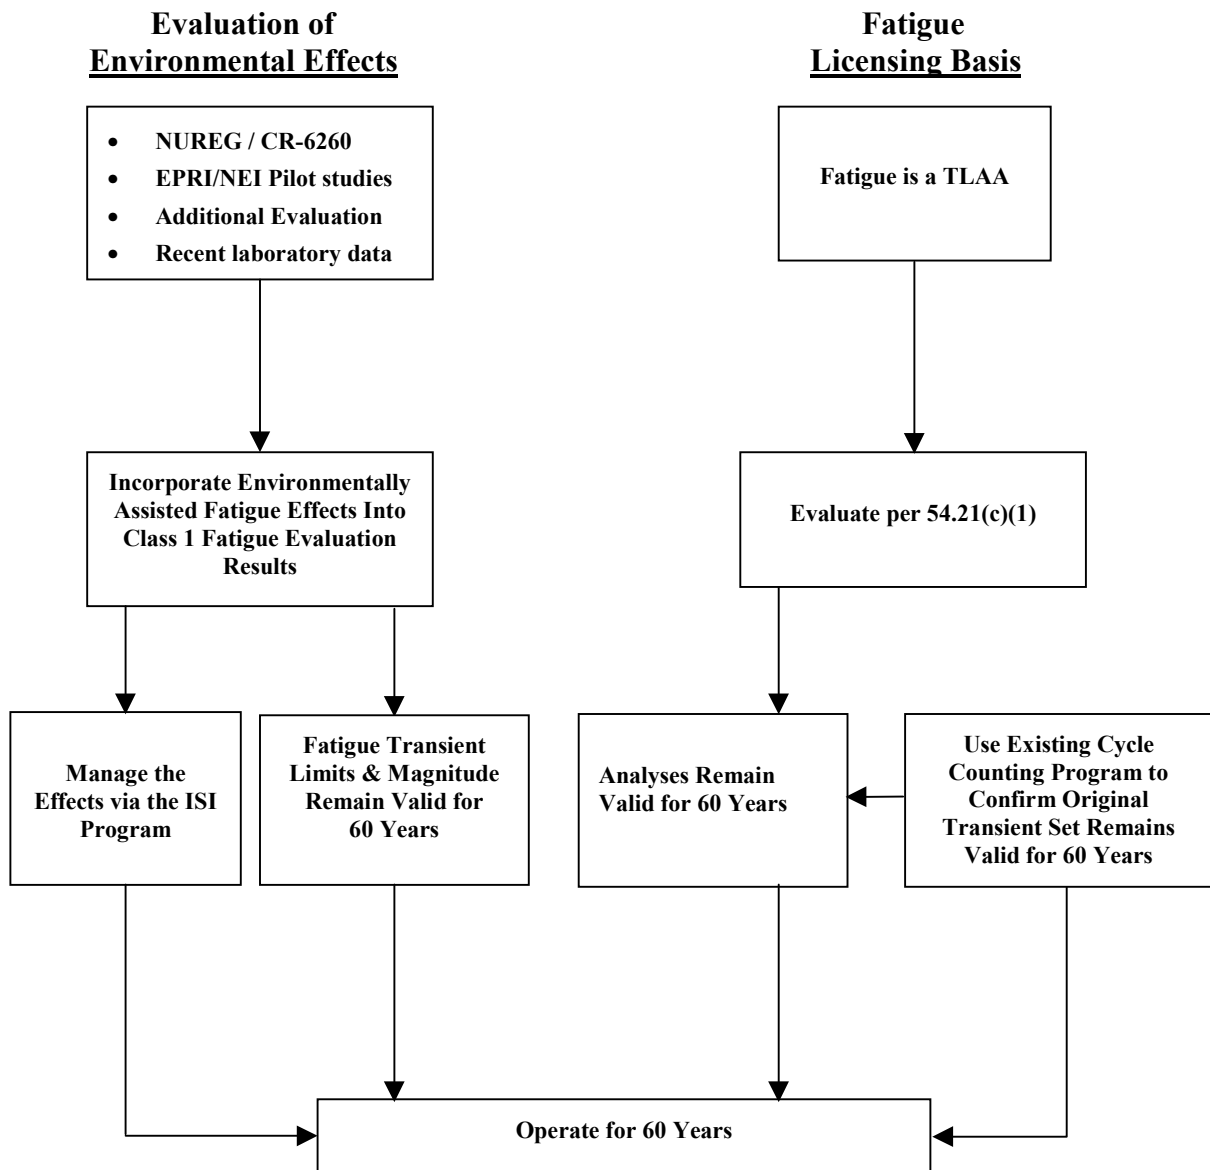 Evaluation of
Environmental Effects
• NUREG / CR-6260
• EPRI/NEI Pilot studies
• Additional Evaluation
• Recent laboratory data
Incorporate Environmentally
Assisted Fatigue Effects Into
Class 1 Fatigue Evaluation
Results
Manage the
Effects via the ISI
Program
Fatigue Transient
Limits & Magnitude
Remain Valid for
60 Years
Fatigue
Licensing Basis
Fatigue is a TLAA
Evaluate per 54.21(c)(1)
Analyses Remain
Valid for 60 Years
Use Existing Cycle
Counting Program to
Confirm Original
Transient Set Remains
Valid for 60 Years
Operate for 60 Years